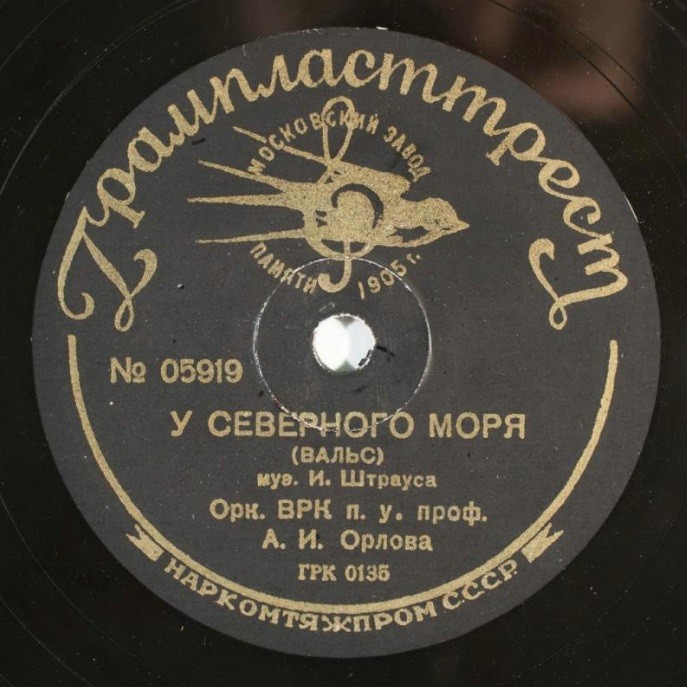 Грампласттрест
МОСКОВСКИЙ ЗАВОД
ПАМЯТИ 1905 г.
№ 05919
У СЕВЕРНОГО МОРЯ
(ВАЛЬС)
муз. И. Штрауса
Орк. ВРК п. у. проф.
А. И. Орлова
ГРК 0135
НАРКОМТЯЖПРОМ С.С.С.Р.